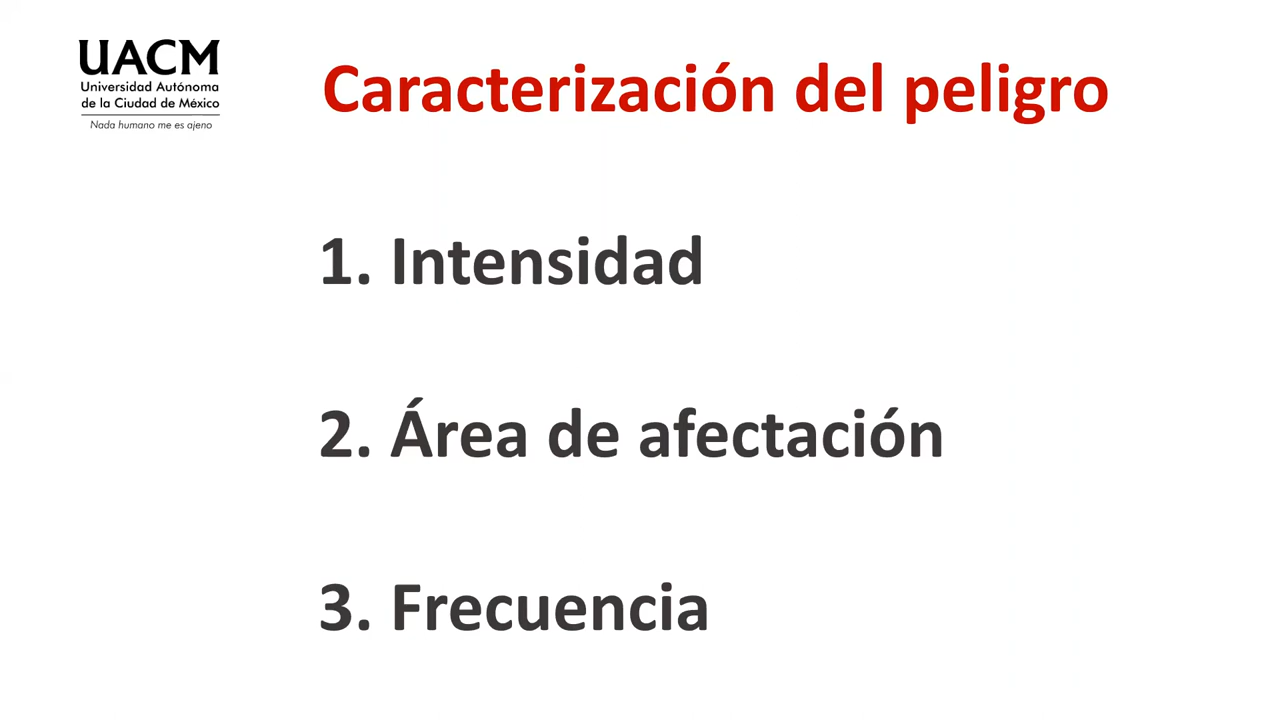 UACM
Universidad Autónoma
de la Ciudad de México
Nada humano me es ajeno
Caracterización del peligro
1. Intensidad
2. Área de afectación
3. Frecuencia